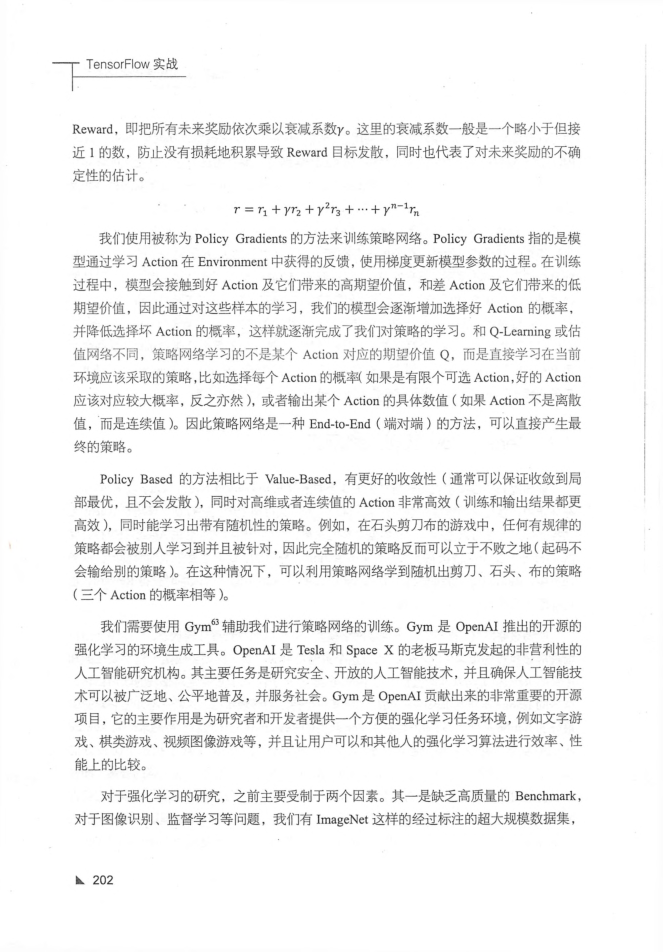 TensorFlow 实战
Reward，即把所有未来奖励依次乘以衰减系数γ。这里的衰减系数一般是一个略小于但接
近 1 的数，防止没有损耗地积累导致 Reward 目标发散，同时也代表了对未来奖励的不确
定性的估计。
r = r₁ + γr₂ + γ²r₃ + ⋯ + γⁿ⁻¹rₙ
我们使用被称为 Policy Gradients 的方法来训练策略网络。Policy Gradients 指的是模
型通过学习 Action 在 Environment 中获得的反馈，使用梯度更新模型参数的过程。在训练
过程中，模型会接触到好 Action 及它们带来的高期望价值，和差 Action 及它们带来的低
期望价值，因此通过对这些样本的学习，我们的模型会逐渐增加选择好 Action 的概率，
并降低选择坏 Action 的概率，这样就逐渐完成了我们对策略的学习。和 Q-Learning 或估
值网络不同，策略网络学习的不是某个 Action 对应的期望价值 Q，而是直接学习在当前
环境应该采取的策略，比如选择每个 Action 的概率（如果是有限个可选 Action，好的 Action
应该对应较大概率，反之亦然），或者输出某个 Action 的具体数值（如果 Action 不是离散
值，而是连续值）。因此策略网络是一种 End-to-End（端对端）的方法，可以直接产生最
终的策略。
Policy Based 的方法相比于 Value-Based，有更好的收敛性（通常可以保证收敛到局
部最优，且不会发散），同时对高维或者连续值的 Action 非常高效（训练和输出结果都更
高效），同时能学习出带有随机性的策略。例如，在石头剪刀布的游戏中，任何有规律的
策略都会被别人学习到并且被针对，因此完全随机的策略反而可以立于不败之地（起码不
会输给别的策略）。在这种情况下，可以利用策略网络学到随机出剪刀、石头、布的策略
（三个 Action 的概率相等）。
我们需要使用 Gym⁶³ 辅助我们进行策略网络的训练。Gym 是 OpenAI 推出的开源的
强化学习的环境生成工具。OpenAI 是 Tesla 和 Space X 的老板马斯克发起的非营利性的
人工智能研究机构。其主要任务是研究安全、开放的人工智能技术，并且确保人工智能技
术可以被广泛地、公平地普及，并服务社会。Gym 是 OpenAI 贡献出来的非常重要的开源
项目，它的主要作用是为研究者和开发者提供一个方便的强化学习任务环境，例如文字游
戏、棋类游戏、视频图像游戏等，并且让用户可以和其他人的强化学习算法进行效率、性
能上的比较。
对于强化学习的研究，之前主要受制于两个因素。其一是缺乏高质量的 Benchmark，
对于图像识别、监督学习等问题，我们有 ImageNet 这样的经过标注的超大规模数据集，
202